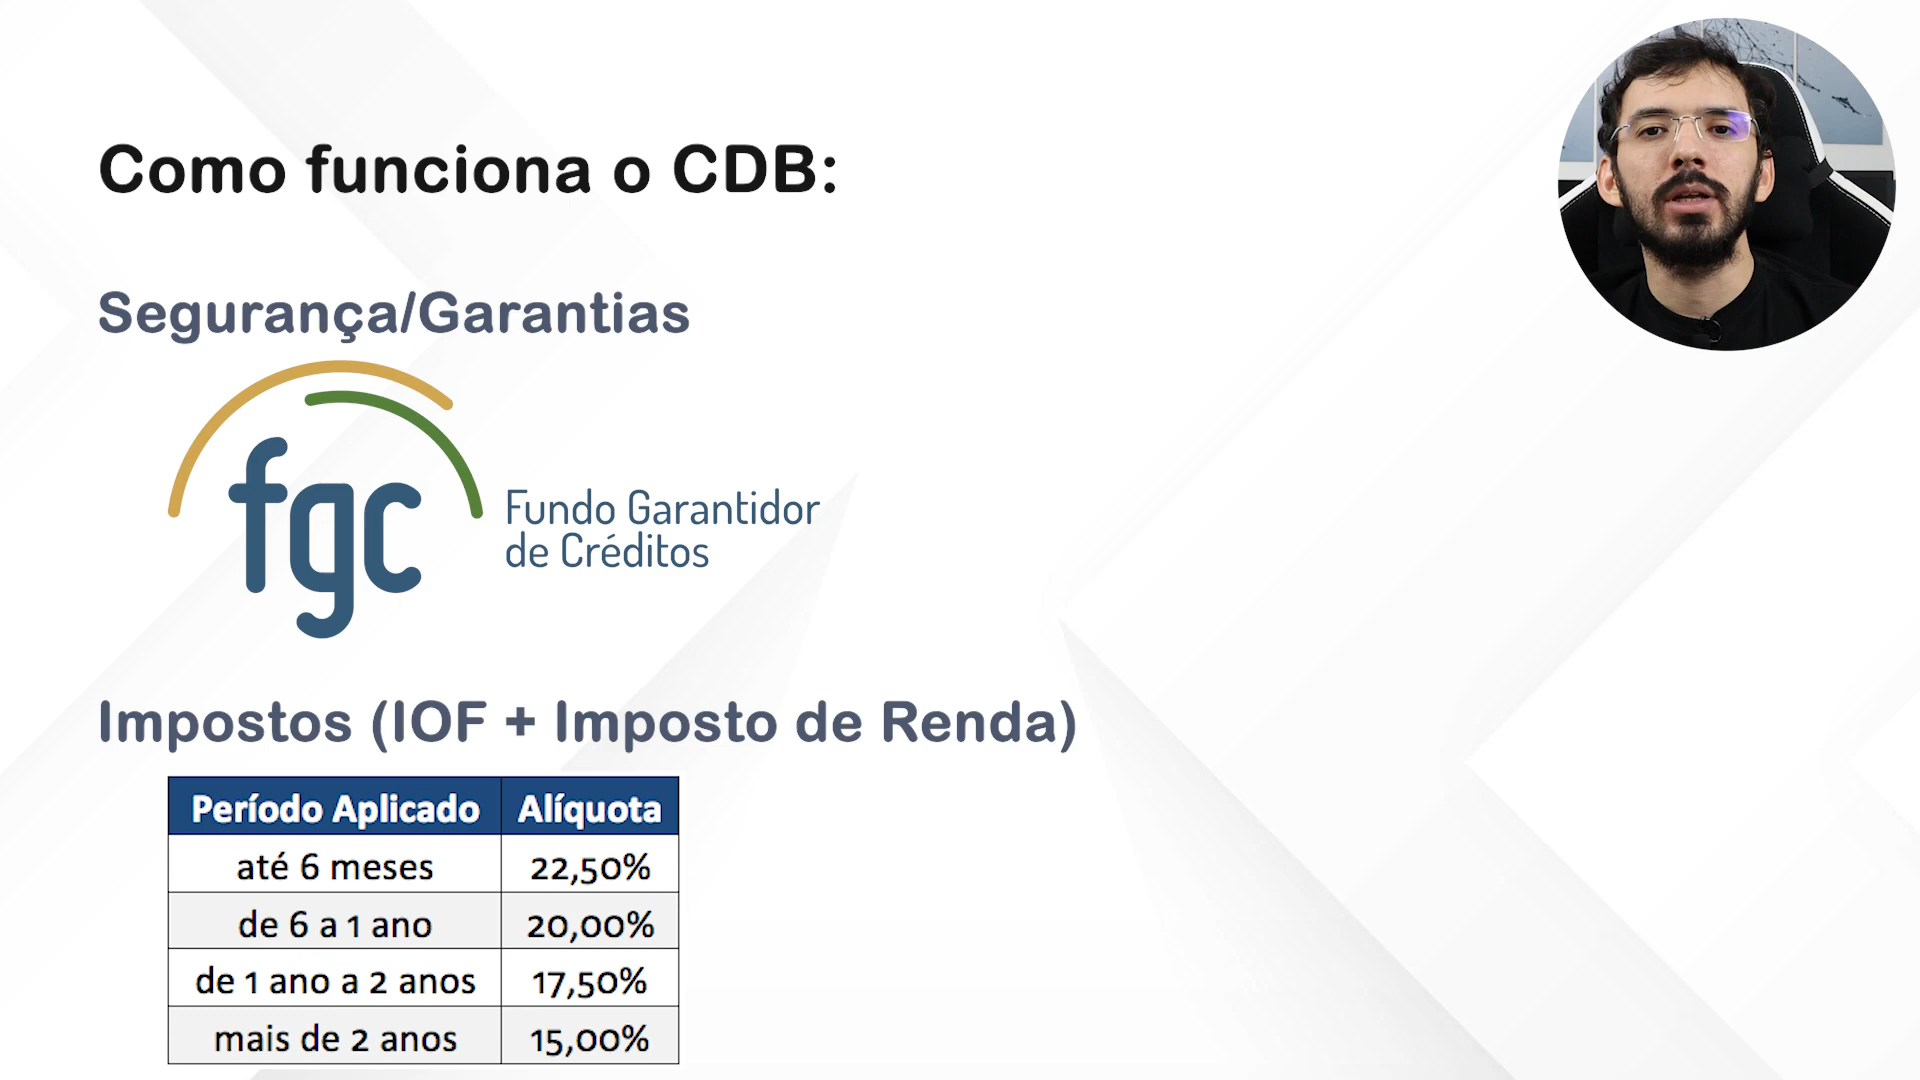 Como funciona o CDB:
Segurança/Garantias
fgc
Fundo Garantidor
de Créditos
Impostos (IOF + Imposto de Renda)
Período Aplicado Alíquota
até 6 meses 22,50%
de 6 a 1 ano 20,00%
de 1 ano a 2 anos 17,50%
mais de 2 anos 15,00%